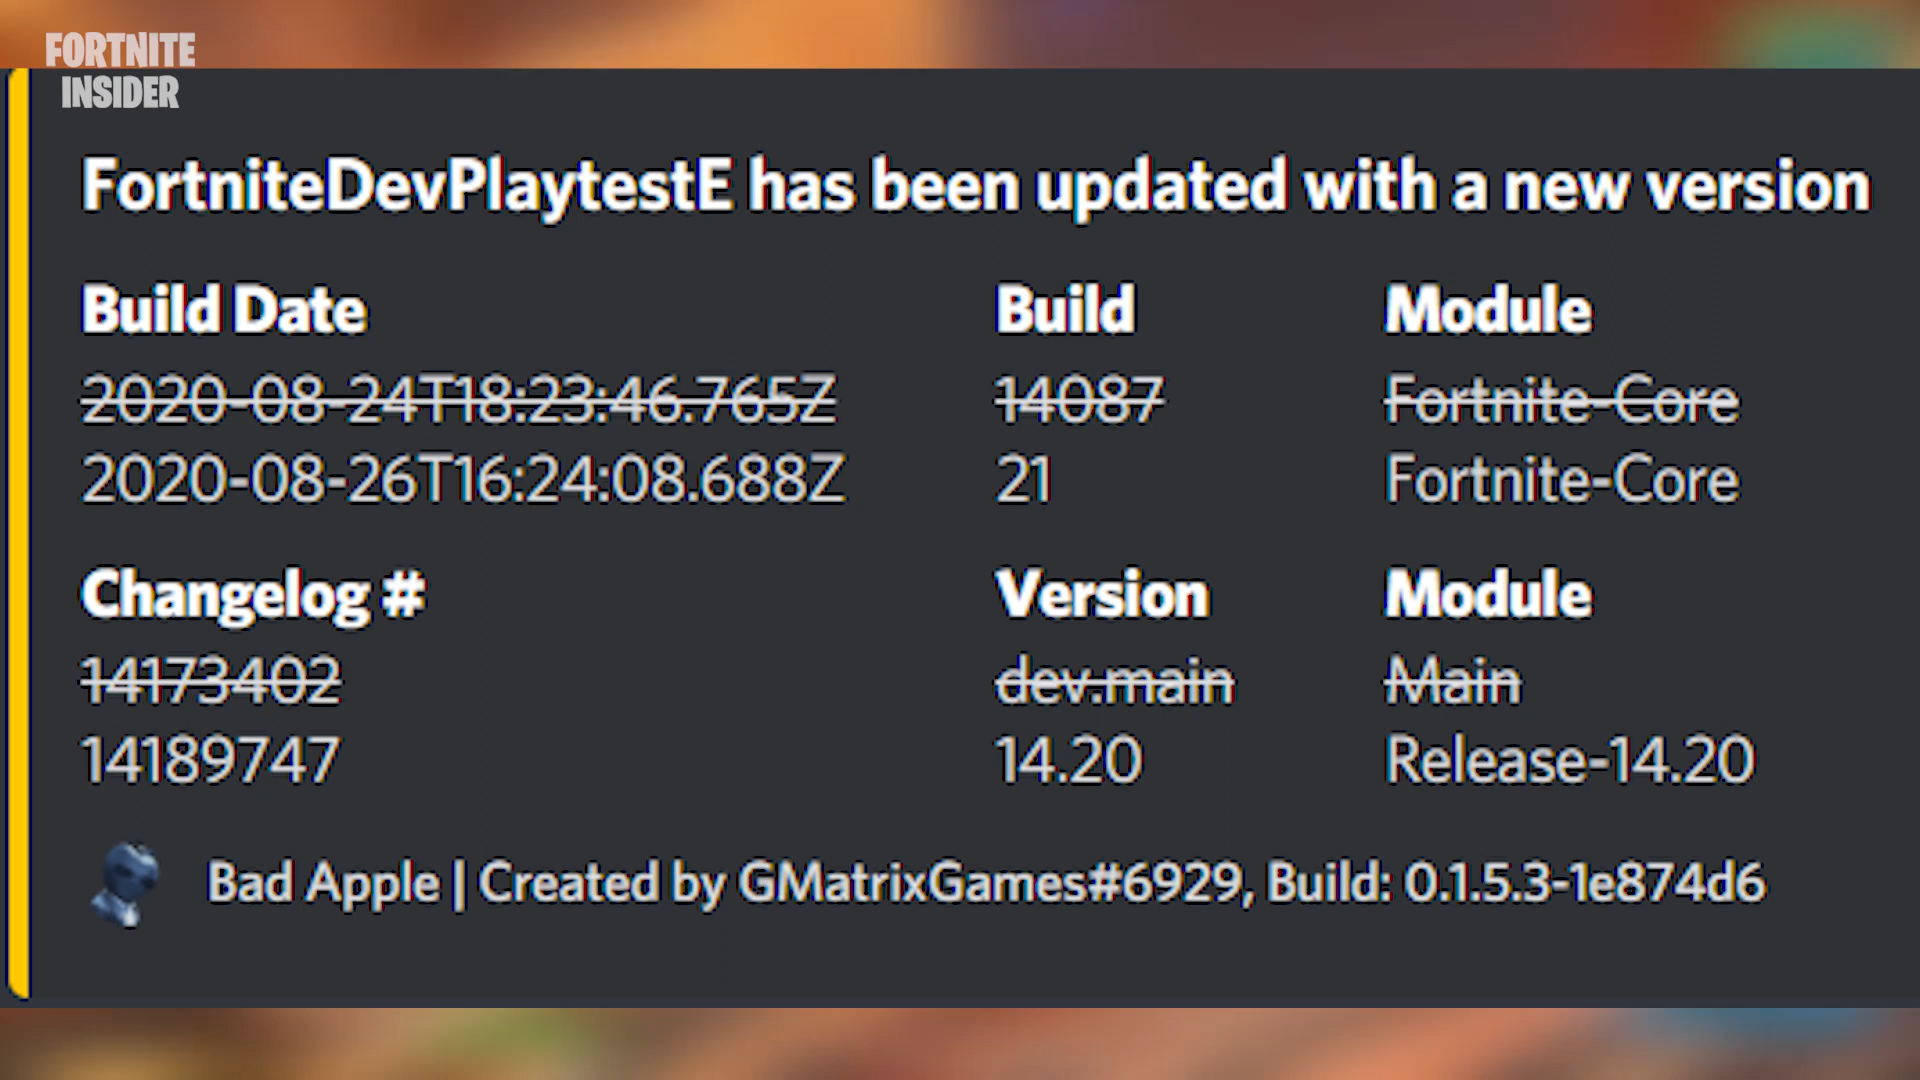 FORTNITE
INSIDER
FortniteDevPlaytestE has been updated with a new version
Build Date Build Module
2020-08-24T18:23:46.765Z 14087 Fortnite-Core
2020-08-26T16:24:08.688Z 21 Fortnite-Core
Changelog # Version Module
14173402 dev.main Main
14189747 14.20 Release-14.20
Bad Apple | Created by GMatrixGames#6929, Build: 0.1.5.3-1e874d6